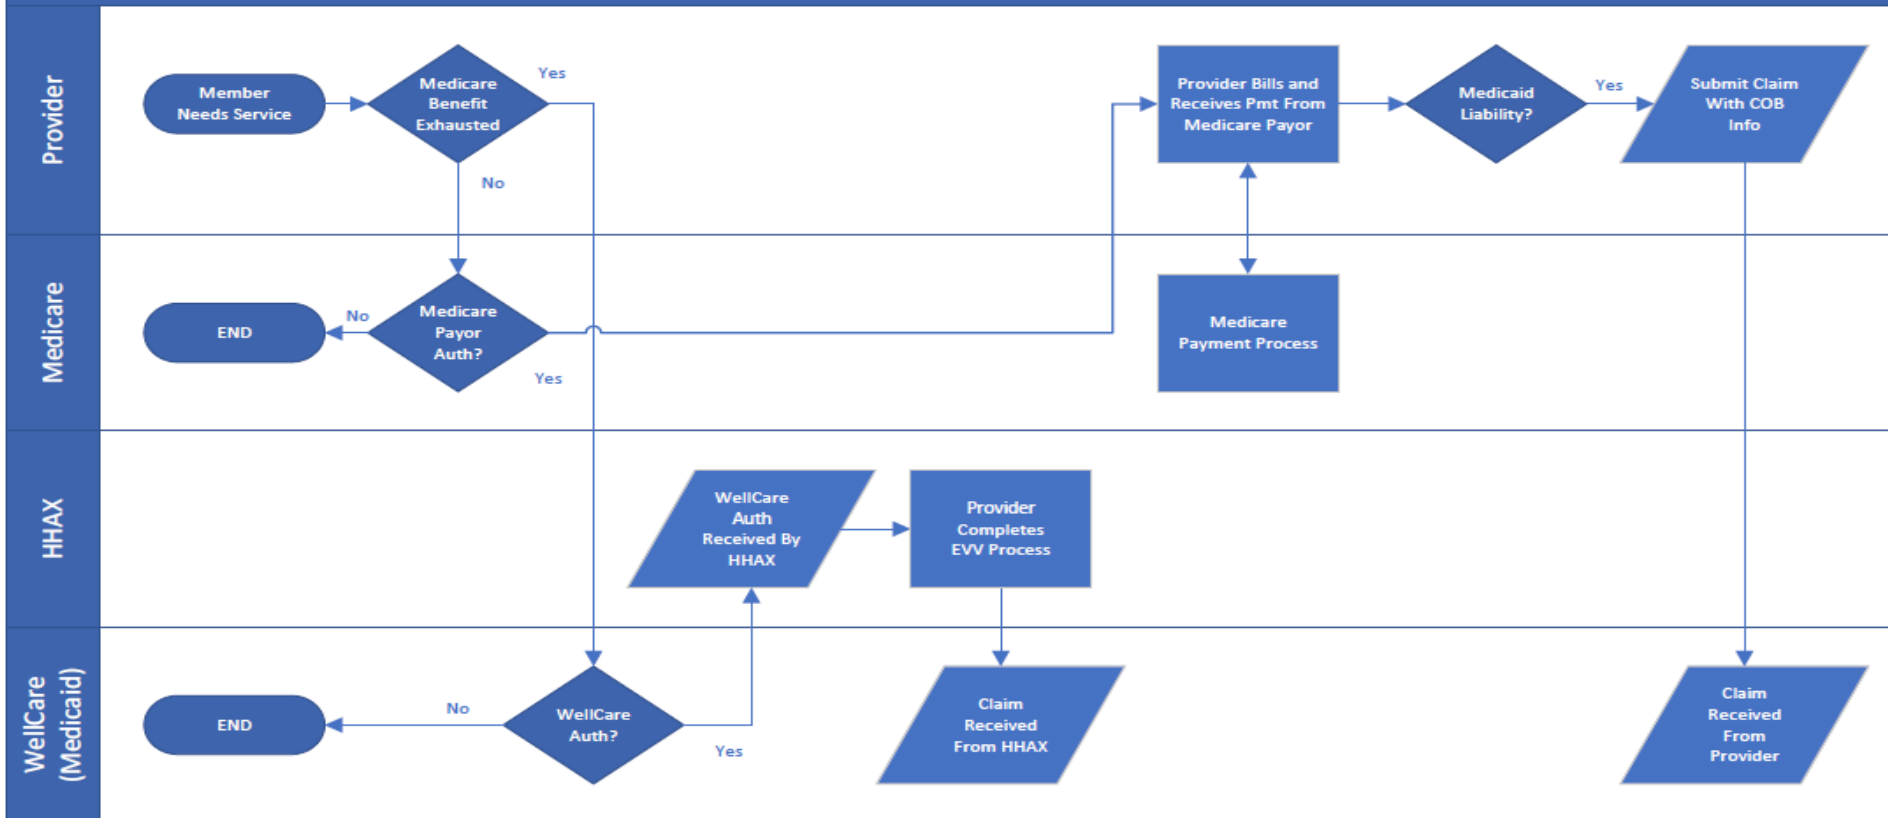 Provider
Member
Needs Service
Medicare
Benefit
Exhausted
Yes
No
Provider Bills and
Receives Pmt From
Medicare Payor
Medicaid
Liability?
Yes
Submit Claim
With COB
Info
Medicare
END
No
Medicare
Payor
Auth?
Yes
Medicare
Payment Process
HHAX
WellCare
Auth
Received By
HHAX
Provider
Completes
EVV Process
WellCare
(Medicaid)
END
No
WellCare
Auth?
Yes
Claim
Received
From HHAX
Claim
Received
From
Provider